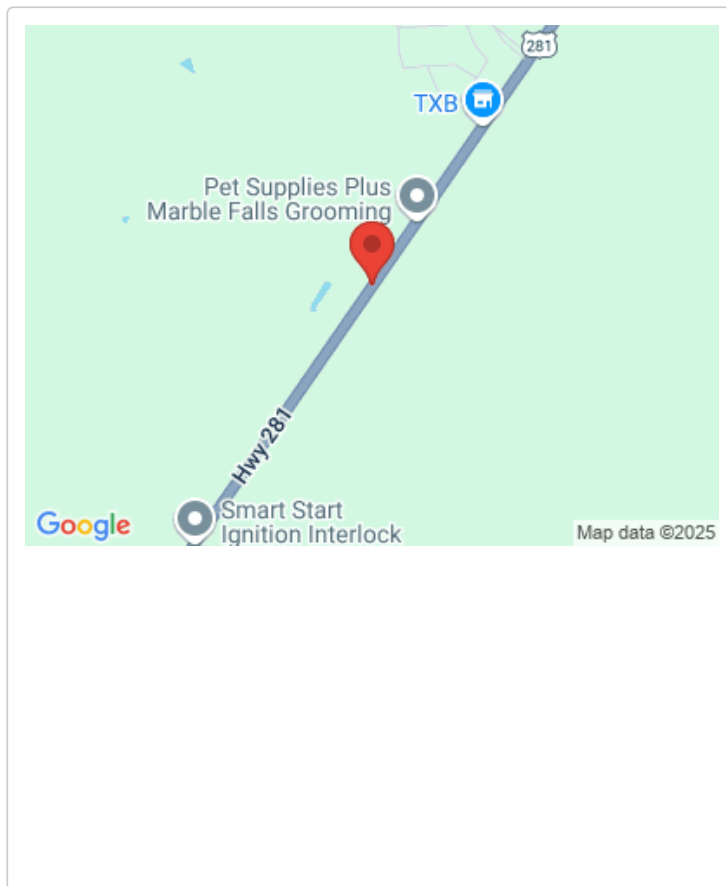 281
TXB
Pet Supplies Plus
Marble Falls Grooming
Hwy 281
Smart Start
Ignition Interlock
Google
Map data ©2025